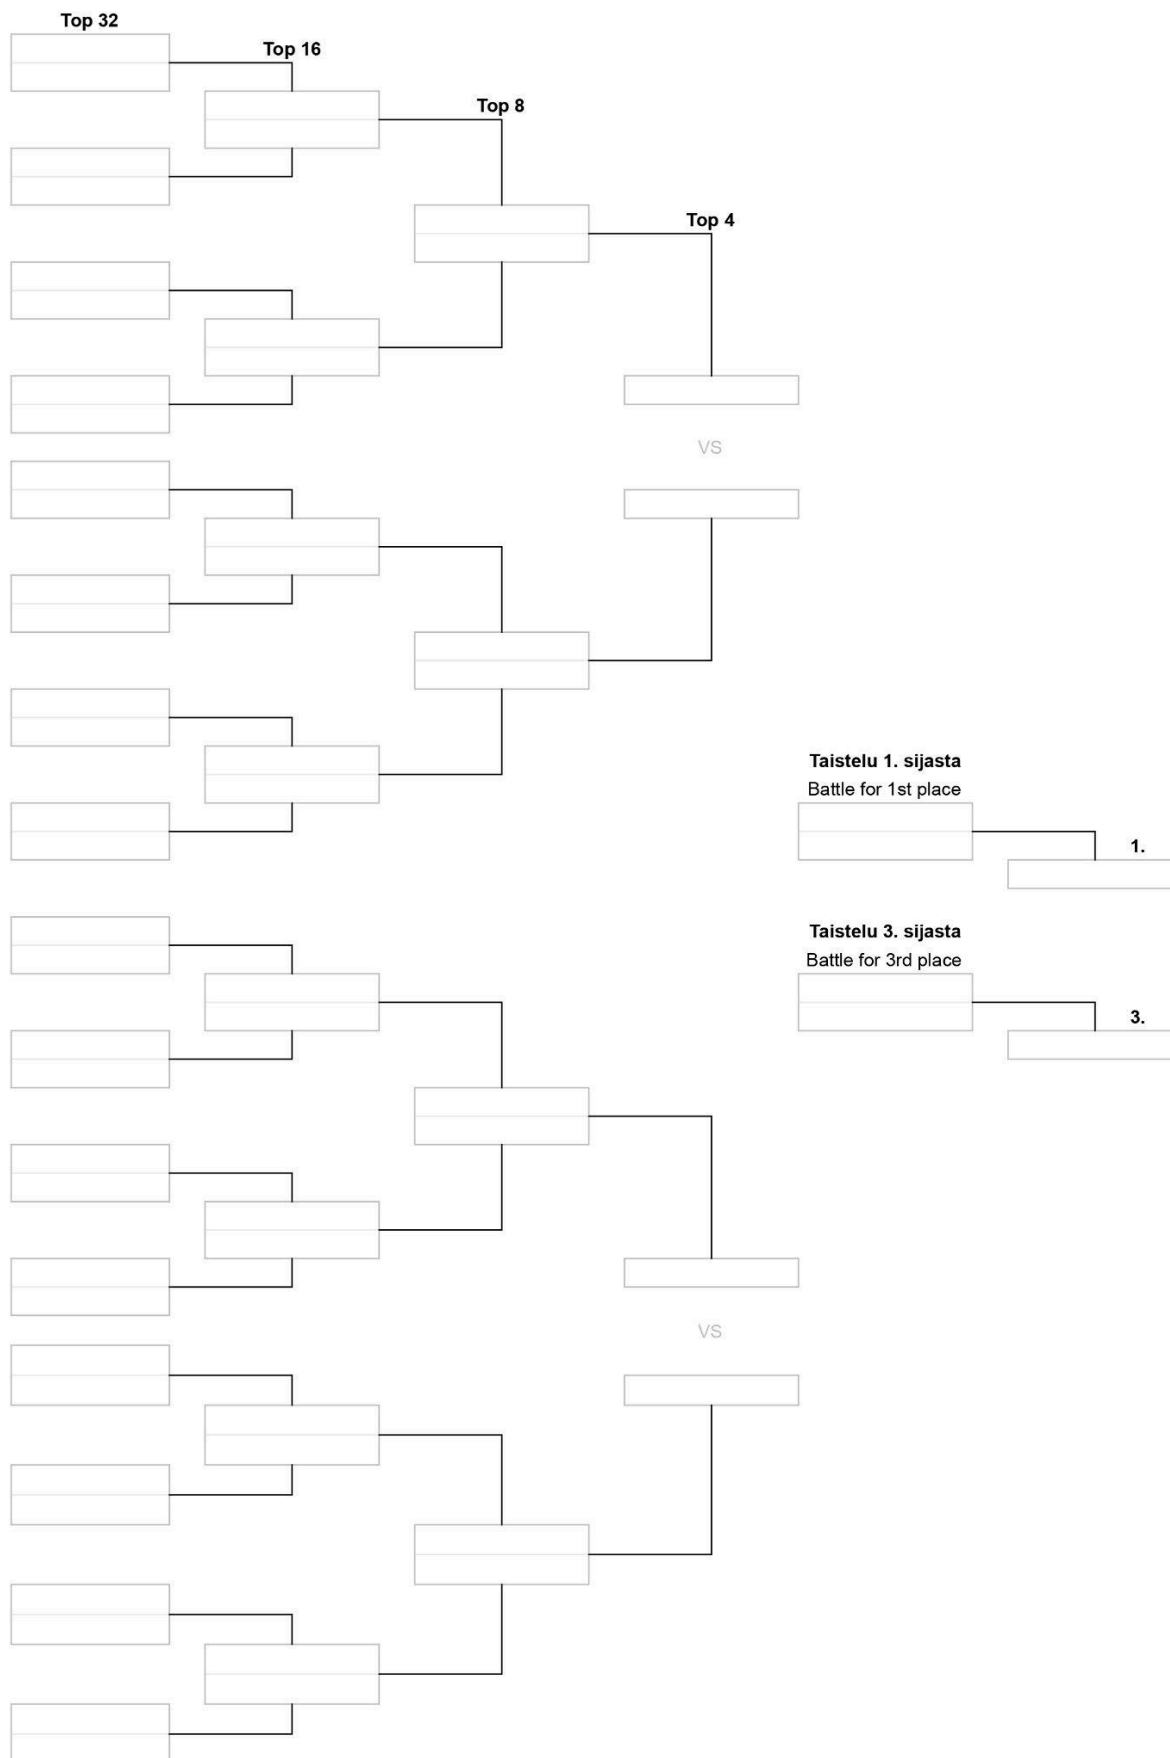 Top 32
Top 16
Top 8
Top 4
VS
Taistelu 1. sijasta
Battle for 1st place
1.
Taistelu 3. sijasta
Battle for 3rd place
3.
VS